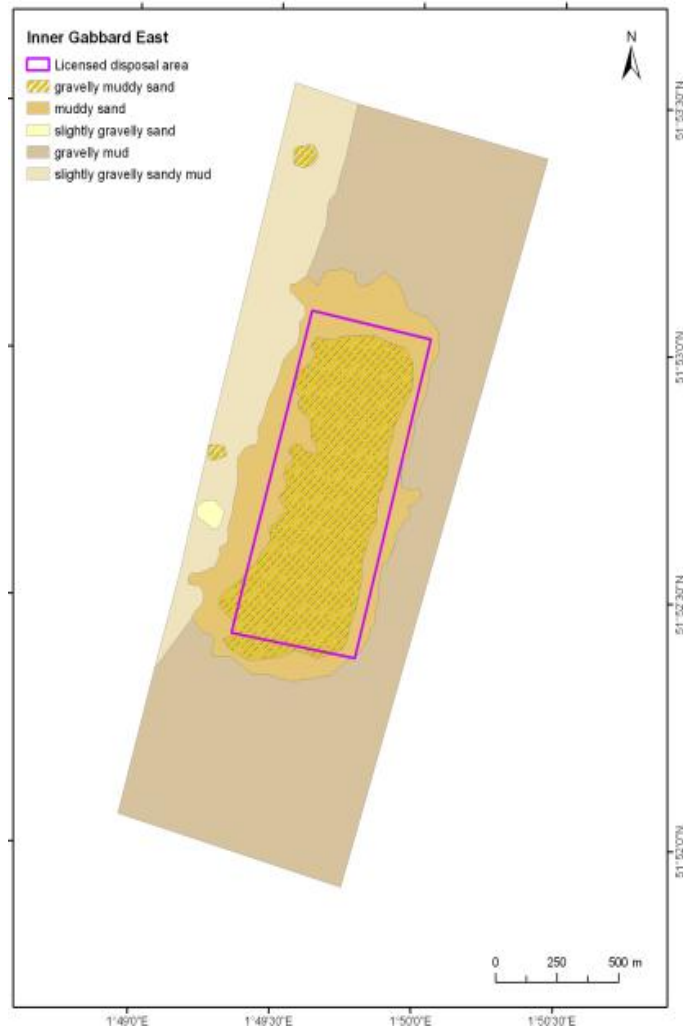 Inner Gabbard East
Licensed disposal area
gravelly muddy sand
muddy sand
slightly gravelly sand
gravelly mud
slightly gravelly sandy mud
N
51°53'30"N
51°53'0"N
51°52'30"N
51°52'0"N
0 250 500 m
1°49'0"E 1°49'30"E 1°50'0"E 1°50'30"E